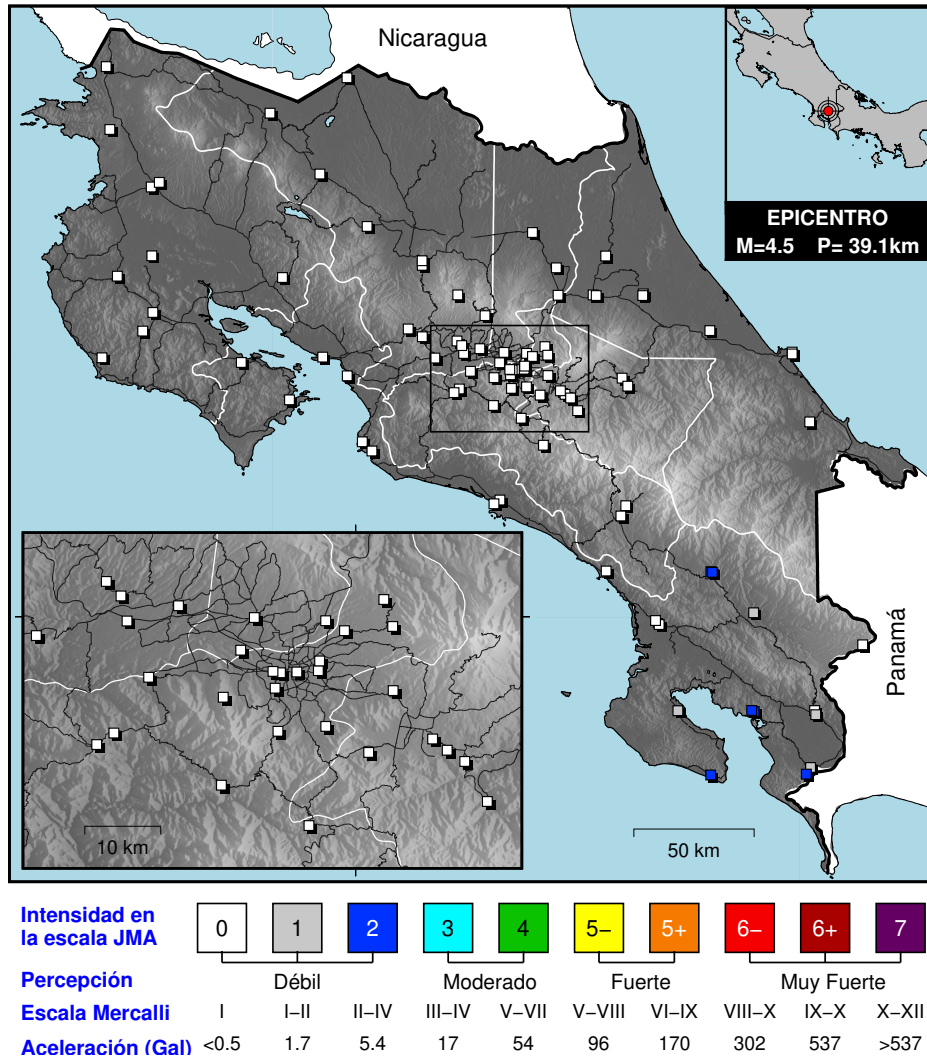 Nicaragua
EPICENTRO
M=4.5 P= 39.1km
Panamá
10 km
50 km
Intensidad en la escala JMA
0 1 2 3 4 5− 5+ 6− 6+ 7
Percepción Débil Moderado Fuerte Muy Fuerte
Escala Mercalli I I−II II−IV III−IV V−VII V−VIII VI−IX VIII−X IX−X X−XII
Aceleración (Gal) <0.5 1.7 5.4 17 54 96 170 302 537 >537